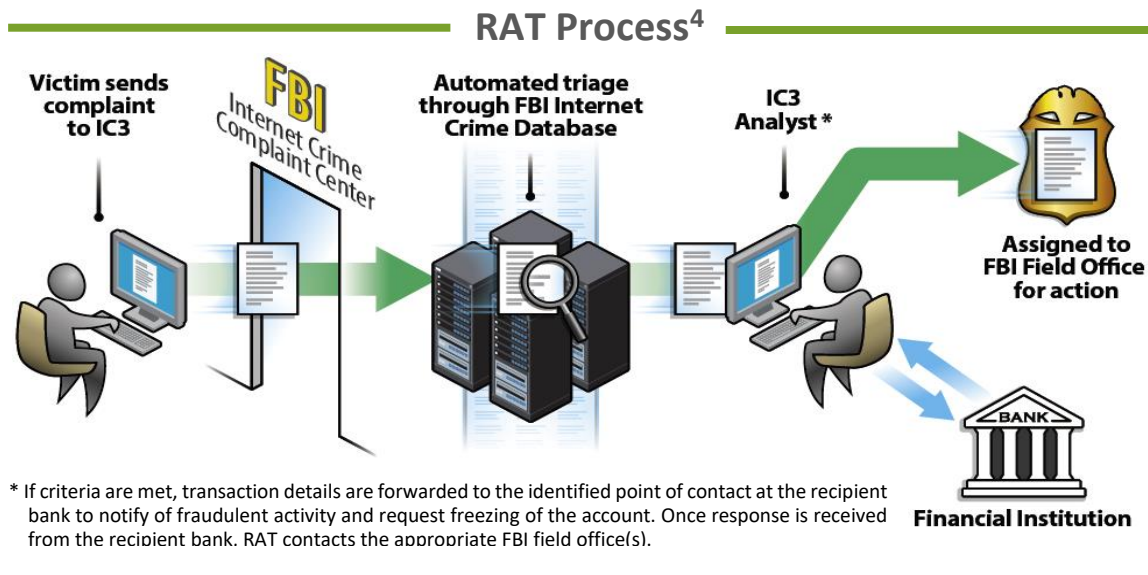 RAT Process4
Victim sends
complaint
to IC3
FBI
Internet Crime
Complaint Center
Automated triage
through FBI Internet
Crime Database
IC3
Analyst *
Assigned to
FBI Field Office
for action
BANK
Financial Institution
* If criteria are met, transaction details are forwarded to the identified point of contact at the recipient
bank to notify of fraudulent activity and request freezing of the account. Once response is received
from the recipient bank, RAT contacts the appropriate FBI field office(s).